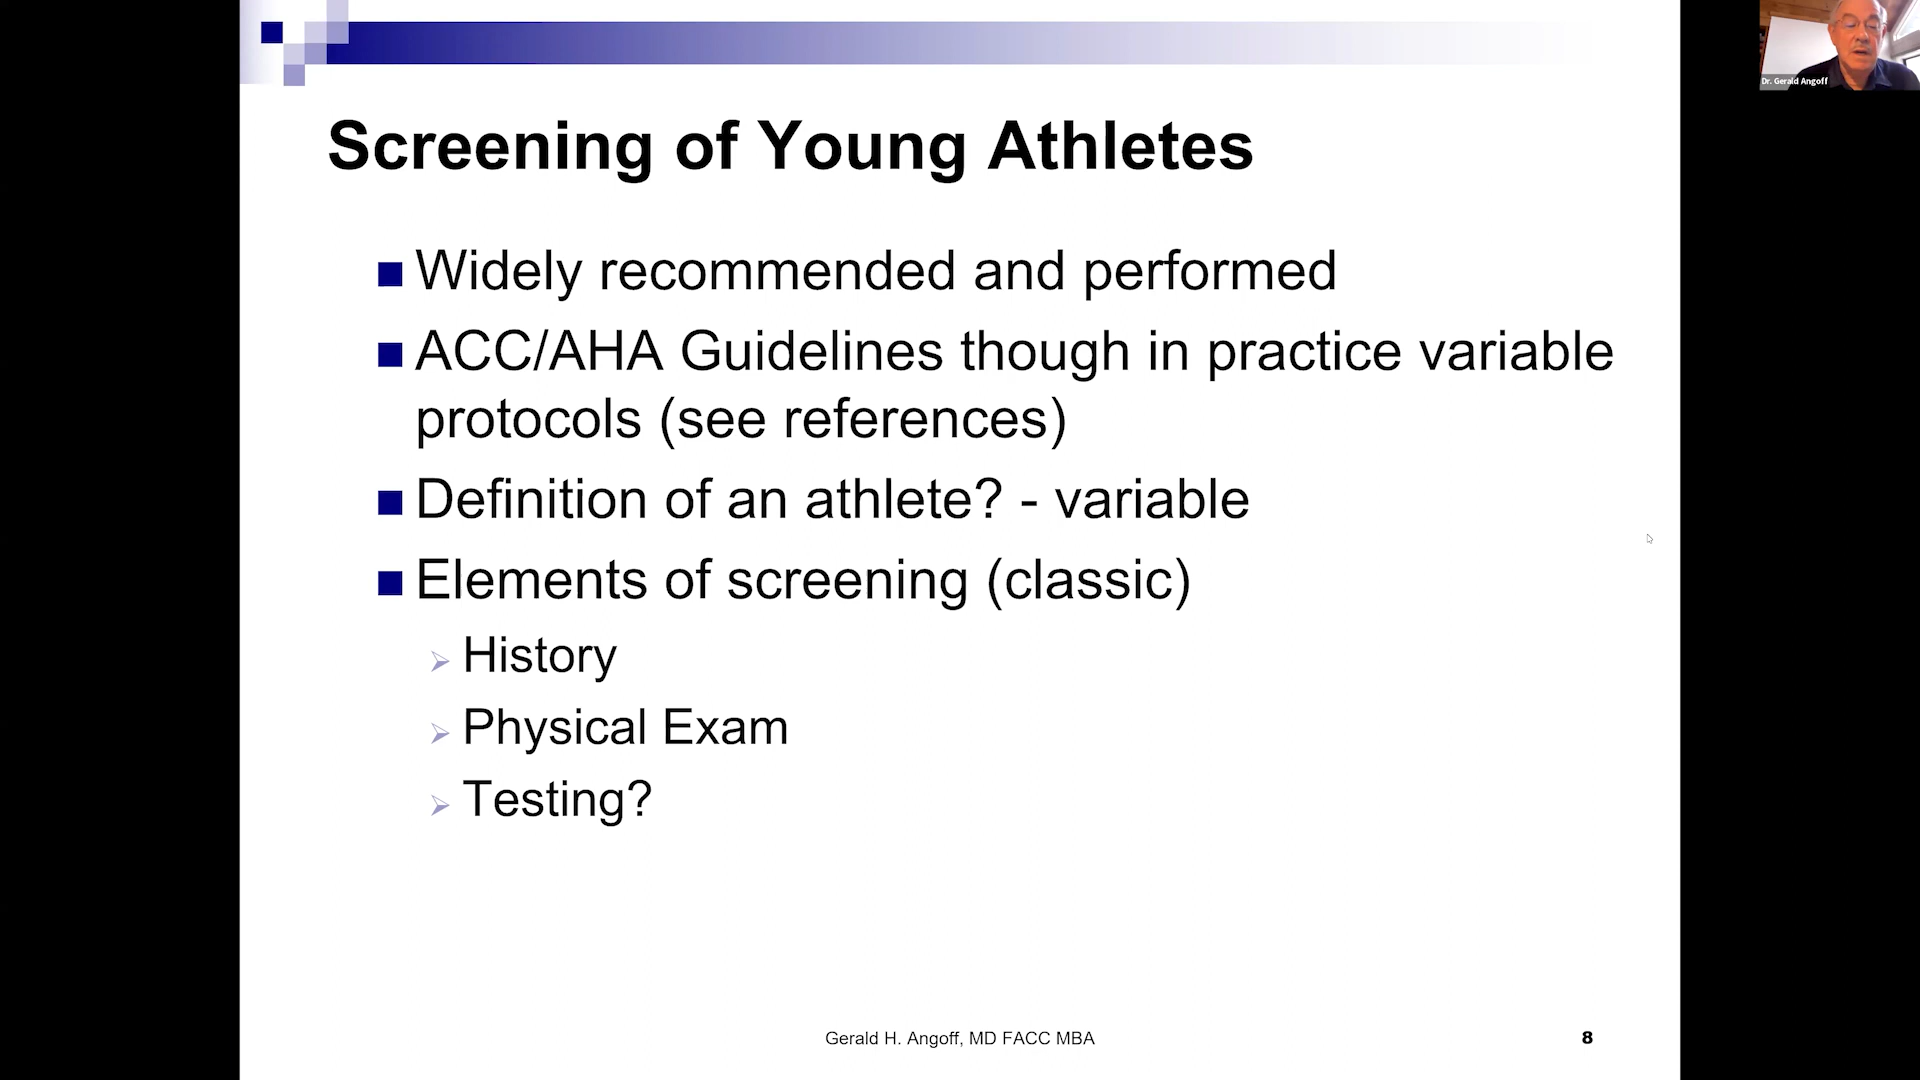 Dr. Gerald Angoff
Screening of Young Athletes
Widely recommended and performed
ACC/AHA Guidelines though in practice variable
protocols (see references)
Definition of an athlete? - variable
Elements of screening (classic)
History
Physical Exam
Testing?
Gerald H. Angoff, MD FACC MBA
8